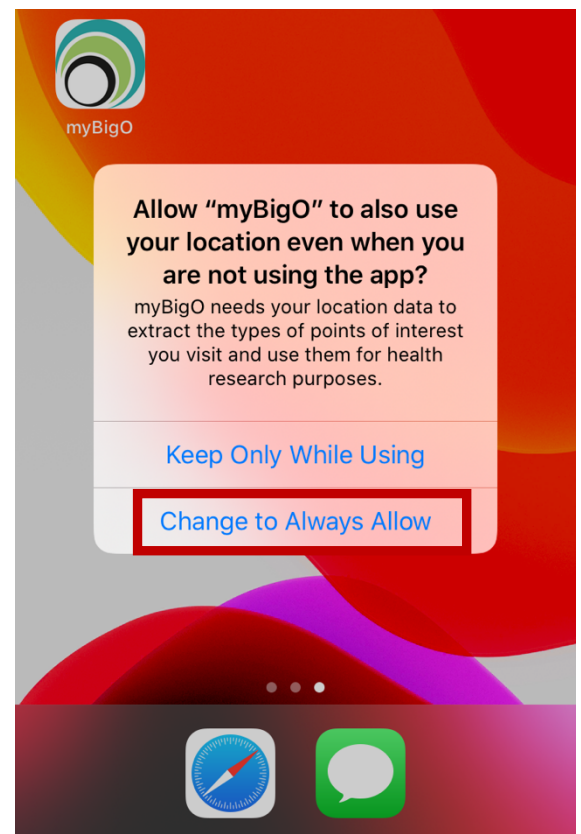 myBigO
Allow “myBigO” to also use
your location even when you
are not using the app?
myBigO needs your location data to
extract the types of points of interest
you visit and use them for health
research purposes.
Keep Only While Using
Change to Always Allow